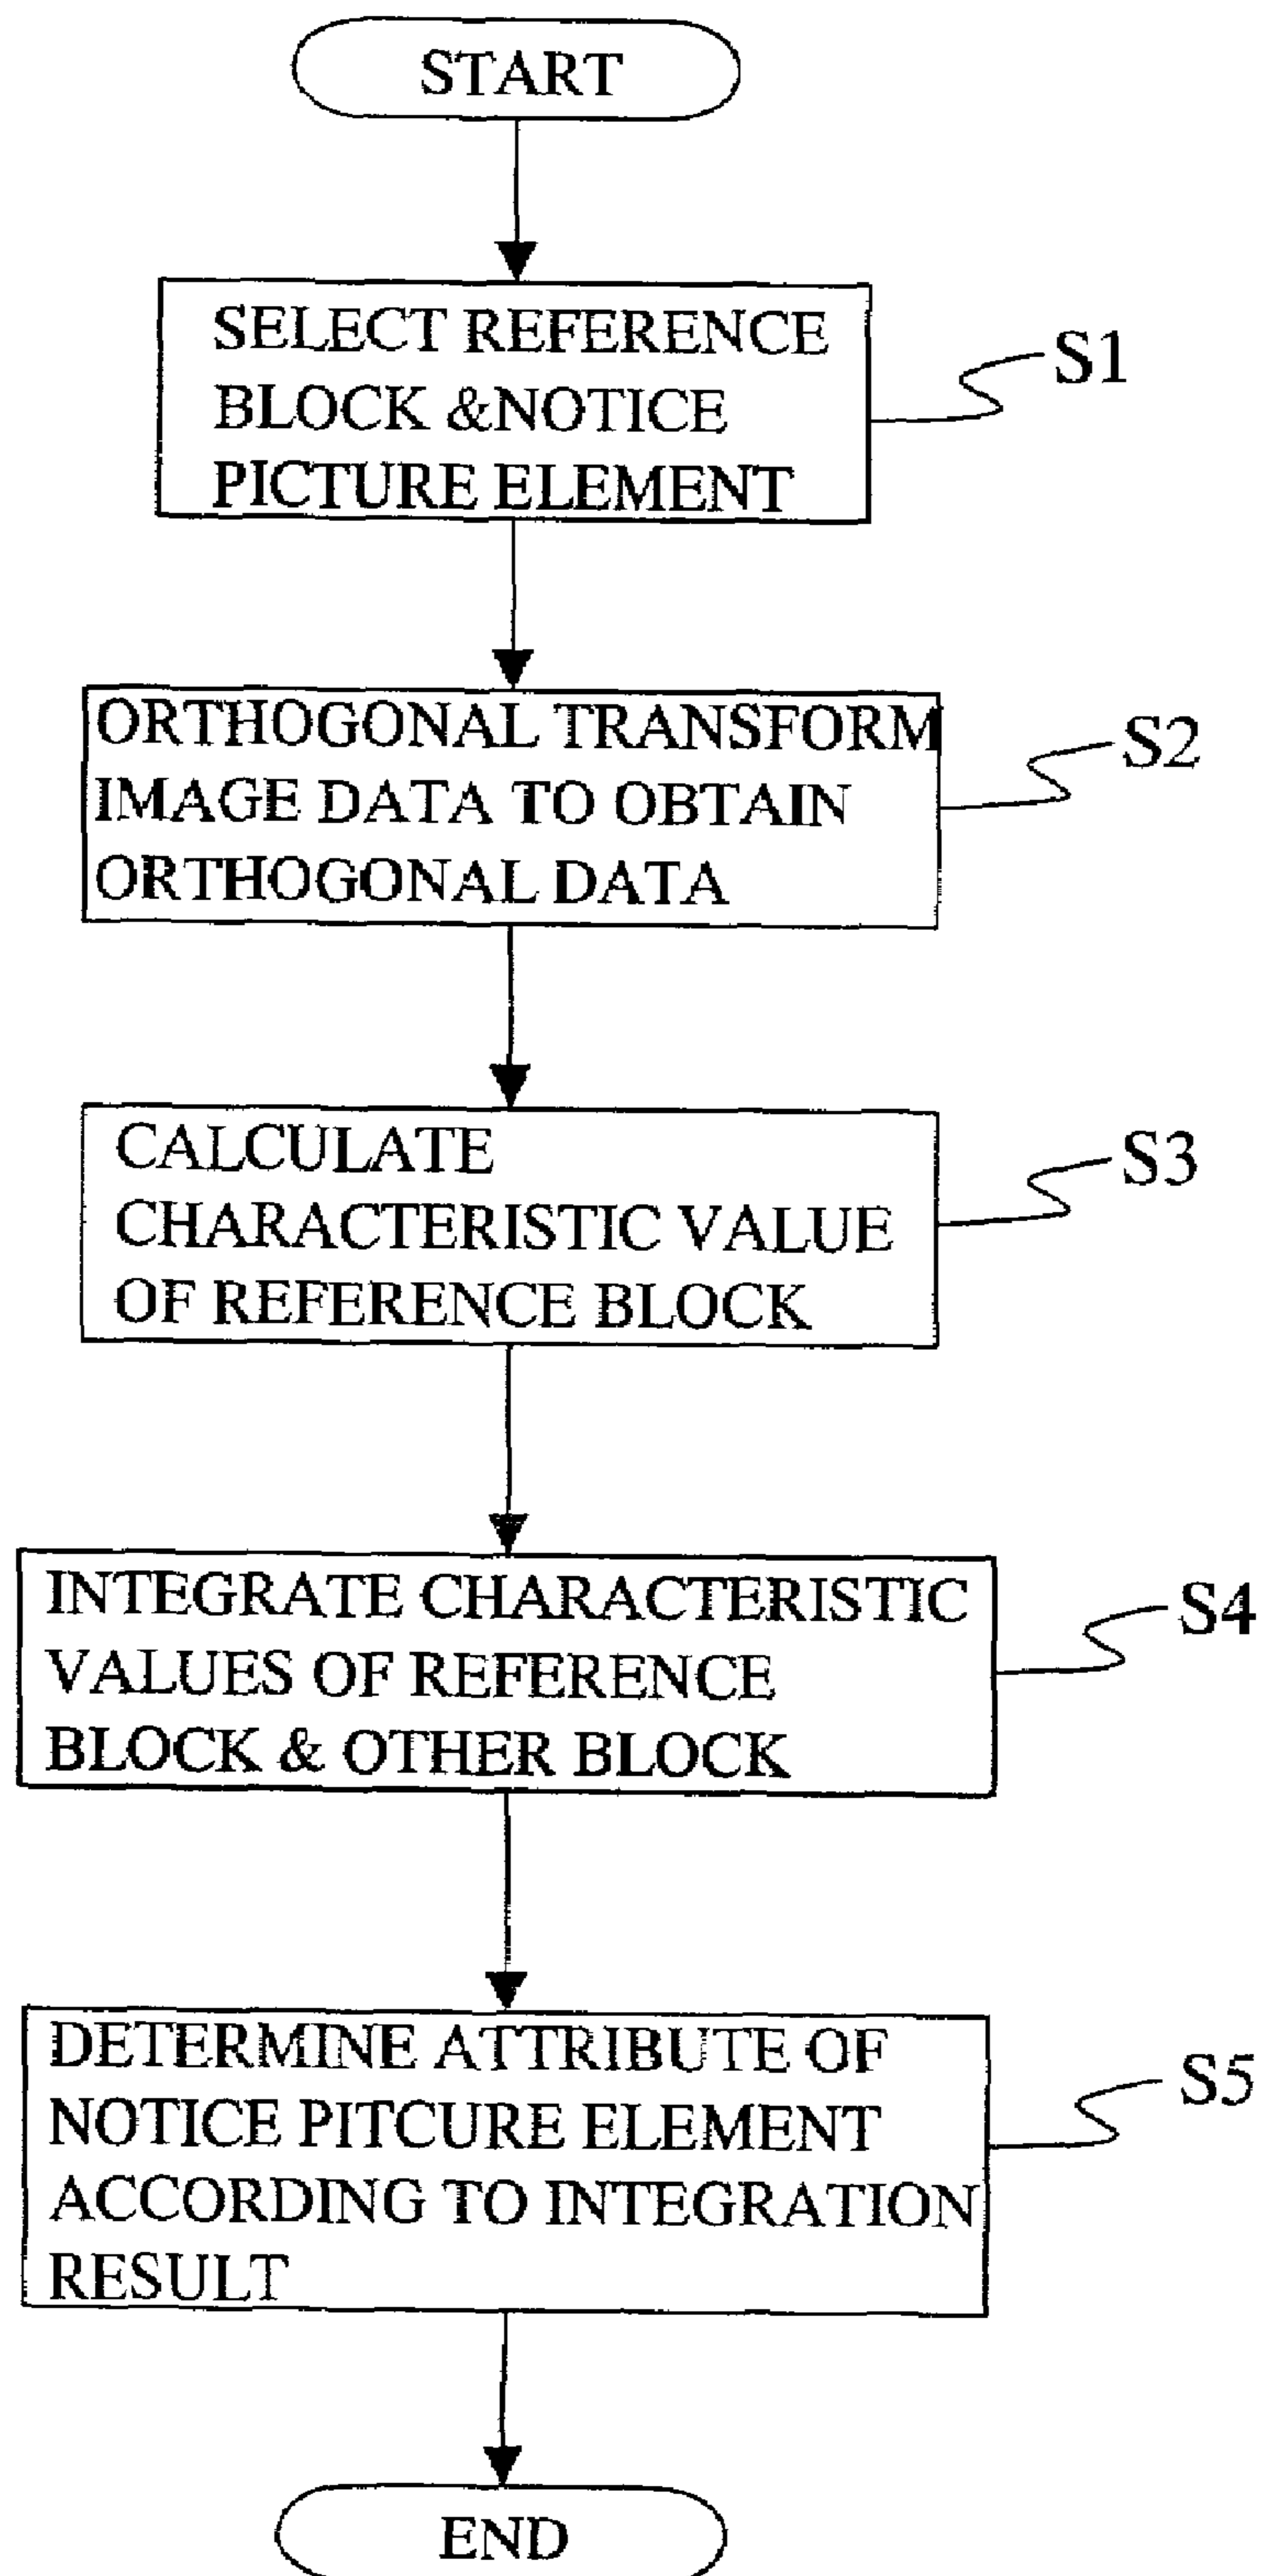 START
SELECT REFERENCE
BLOCK &NOTICE
PICTURE ELEMENT
S1
ORTHOGONAL TRANSFORM
IMAGE DATA TO OBTAIN
ORTHOGONAL DATA
S2
CALCULATE
CHARACTERISTIC VALUE
OF REFERENCE BLOCK
S3
INTEGRATE CHARACTERISTIC
VALUES OF REFERENCE
BLOCK & OTHER BLOCK
S4
DETERMINE ATTRIBUTE OF
NOTICE PITCURE ELEMENT
ACCORDING TO INTEGRATION
RESULT
S5
END